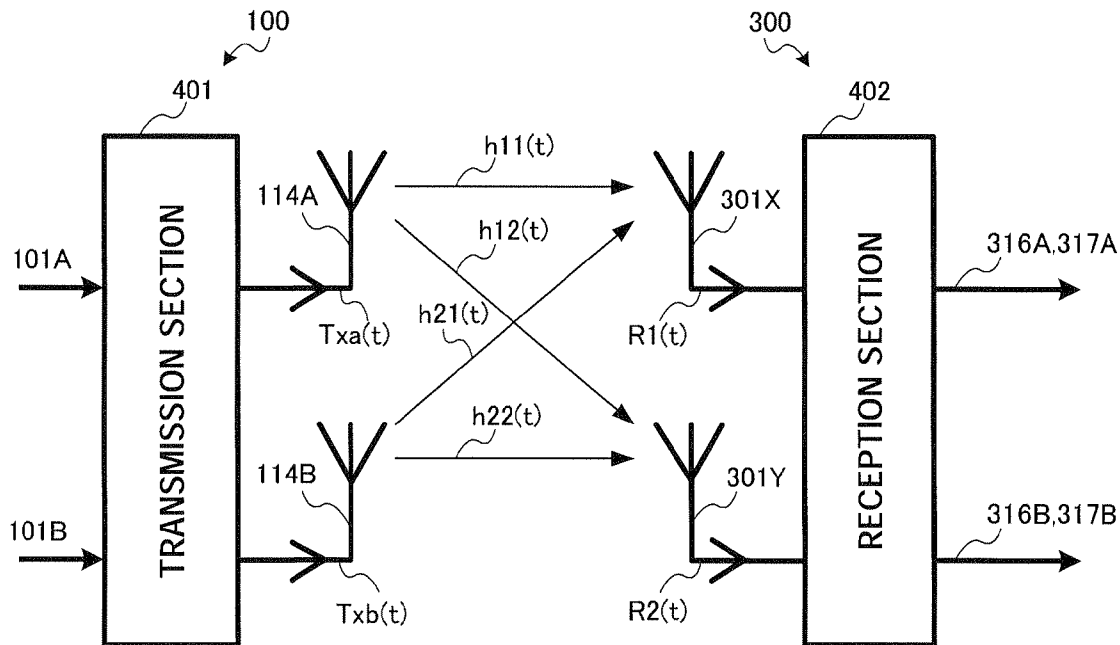 100
300
401
402
h11(t)
114A
301X
h12(t)
101A
316A,317A
TRANSMISSION SECTION
RECEPTION SECTION
Txa(t)
h21(t)
R1(t)
h22(t)
114B
301Y
101B
316B,317B
Txb(t)
R2(t)